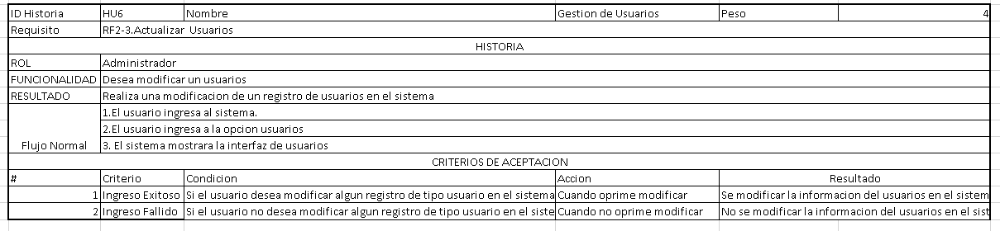 ID Historia HU6 Nombre Gestion de Usuarios Peso 4
Requisito RF2-3.Actualizar Usuarios
HISTORIA
ROL Administrador
FUNCIONALIDAD Desea modificar un usuarios
RESULTADO Realiza una modificacion de un registro de usuarios en el sistema
1.El usuario ingresa al sistema.
2.El usuario ingresa a la opcion usuarios
Flujo Normal 3. El sistema mostrara la interfaz de usuarios
CRITERIOS DE ACEPTACION
# Criterio Condicion Accion Resultado
1 Ingreso Exitoso Si el usuario desea modificar algun registro de tipo usuario en el sistema Cuando oprime modificar Se modificar la informacion del usuarios en el sistem
2 Ingreso Fallido Si el usuario no desea modificar algun registro de tipo usuario en el siste Cuando no oprime modificar No se modificar la informacion del usuarios en el sist